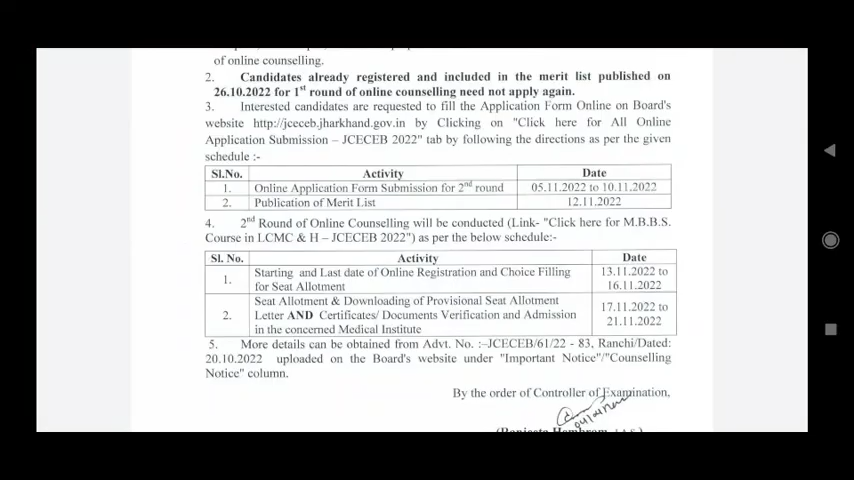 of online counselling.
2. Candidates already registered and included in the merit list published on
26.10.2022 for 1st round of online counselling need not apply again.
3. Interested candidates are requested to fill the Application Form Online on Board's
website http://jceceb.jharkhand.gov.in by Clicking on "Click here for All Online
Application Submission – JCECEB 2022" tab by following the directions as per the given
schedule :-
Sl.No. Activity Date
1. Online Application Form Submission for 2nd round 05.11.2022 to 10.11.2022
2. Publication of Merit List 12.11.2022
4. 2nd Round of Online Counselling will be conducted (Link- "Click here for M.B.B.S.
Course in LCMC & H – JCECEB 2022") as per the below schedule:-
Sl. No. Activity Date
1. Starting and Last date of Online Registration and Choice Filling 13.11.2022 to
for Seat Allotment 16.11.2022
2. Seat Allotment & Downloading of Provisional Seat Allotment 17.11.2022 to
Letter AND Certificates/ Documents Verification and Admission 21.11.2022
in the concerned Medical Institute
5. More details can be obtained from Advt. No. :–JCECEB/61/22 - 83, Ranchi/Dated:
20.10.2022 uploaded on the Board's website under "Important Notice"/"Counselling
Notice" column.
By the order of Controller of Examination,